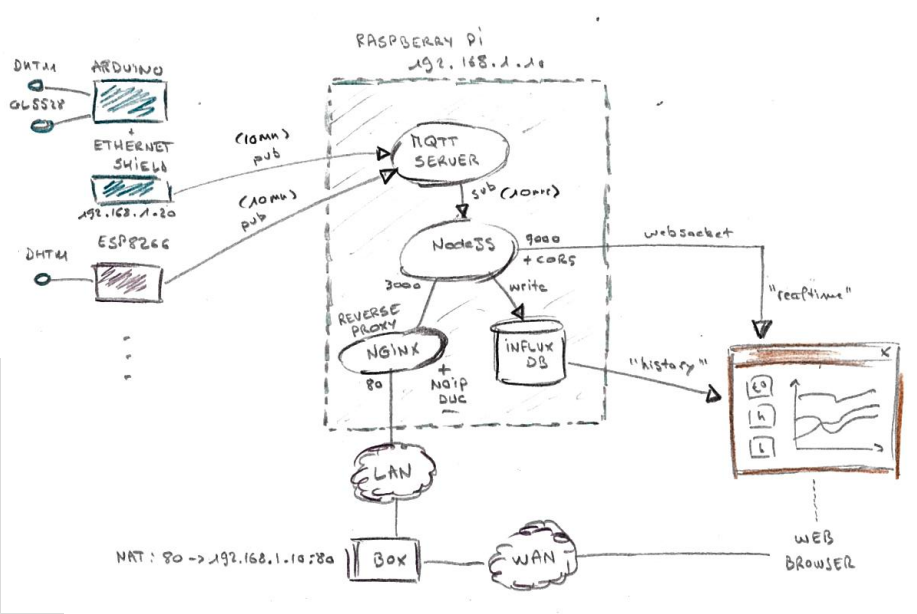 RASPBERRY Pi
192.168.1.10
DHT11
ARDUINO
GL5528
+
ETHERNET
SHIELD
192.168.1.20
(10mn)
pub
(10mn)
pub
MQTT
SERVER
sub (10mn)
ESP8266
DHT11
NodeJS
9000
+ CORS
websocket
3000
write
"realtime"
REVERSE
PROXY
NGINX
80
+
NOiP
DUC
iNFLUX
DB
"history"
x
t°
h
l
LAN
NAT : 80 -> 192.168.1.10:80
BOX
WAN
WEB
BROWSER